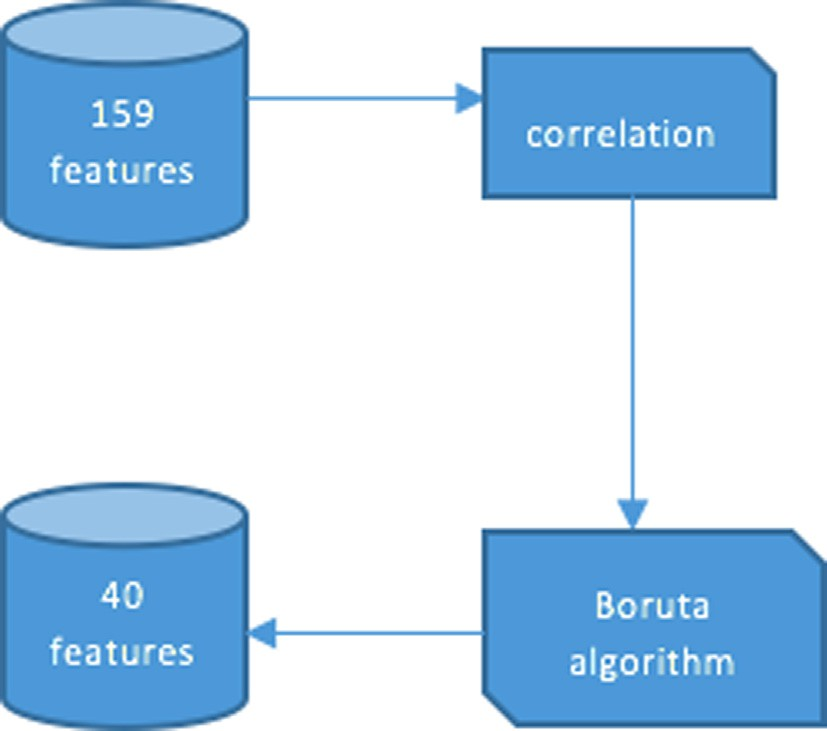 159
features
correlation
Boruta
algorithm
40
features